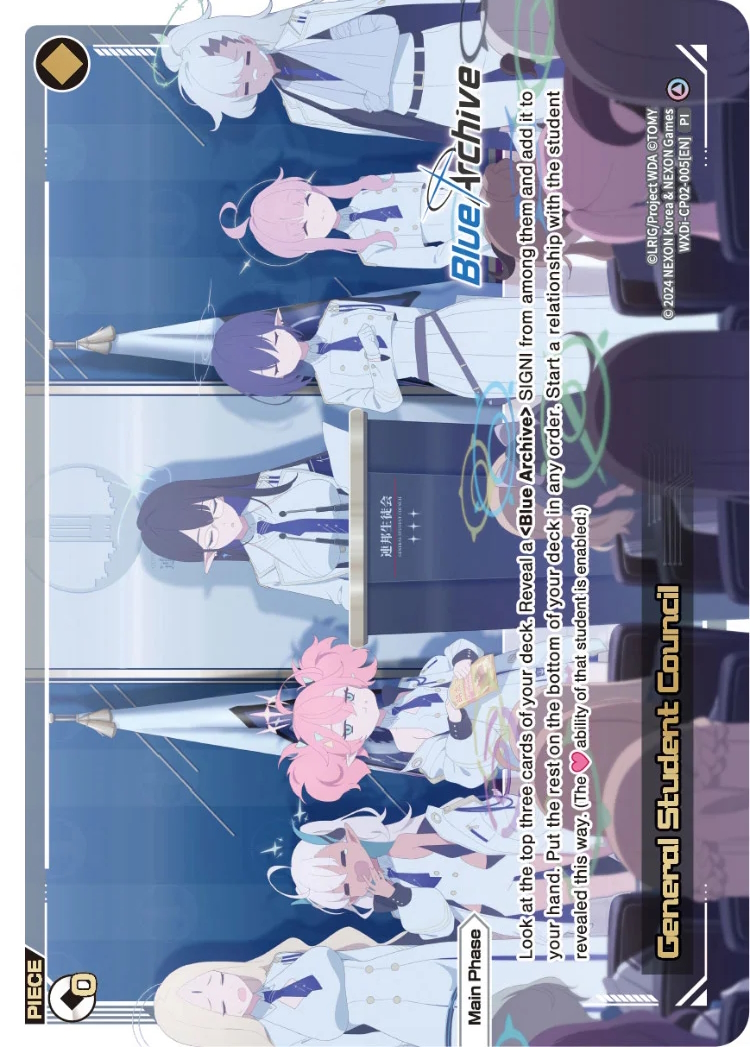 PIECE
0
連邦生徒会
GENERAL STUDENT COUNCIL
Blue Archive
Main Phase
Look at the top three cards of your deck. Reveal a <Blue Archive> SIGNI from among them and add it to
your hand. Put the rest on the bottom of your deck in any order. Start a relationship with the student
revealed this way. (The ♥ ability of that student is enabled!)
General Student Council
©LRIG/Project WDA ©TOMY
© 2024 NEXON Korea & NEXON Games
WXDi-CP02-005[EN] PI